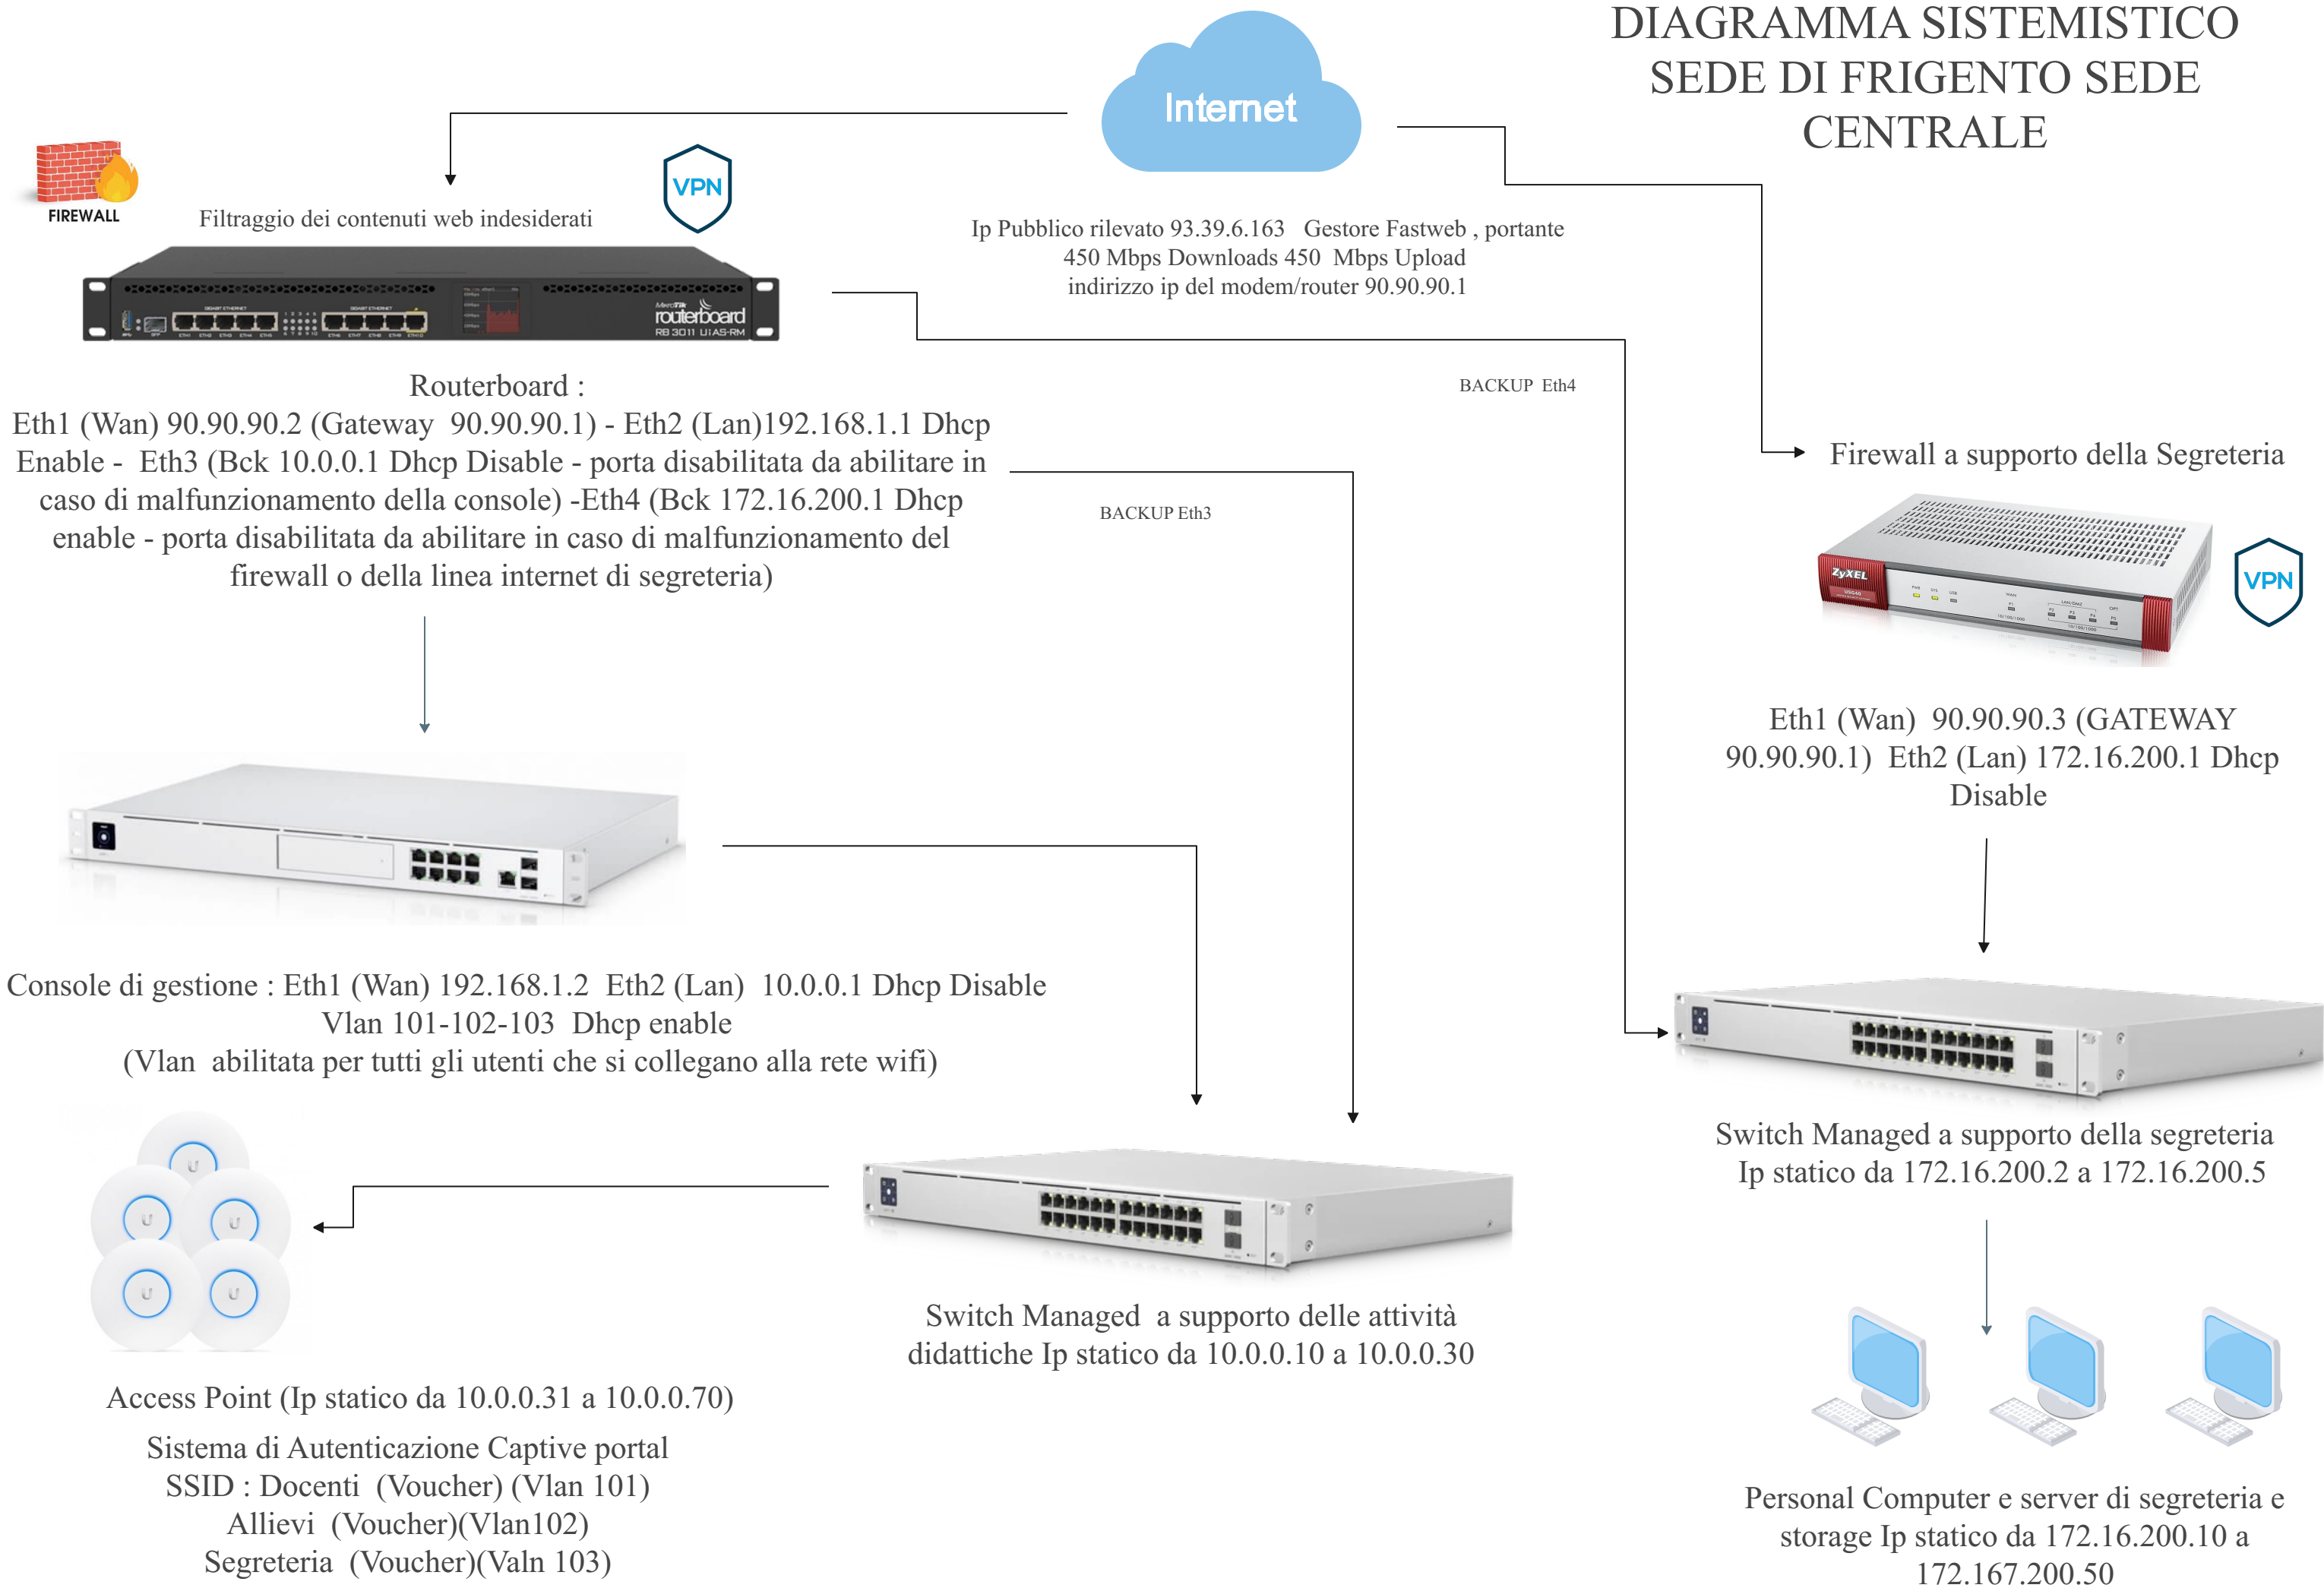 DIAGRAMMA SISTEMISTICO
SEDE DI FRIGENTO SEDE
CENTRALE
Internet
FIREWALL
Filtraggio dei contenuti web indesiderati
VPN
Ip Pubblico rilevato 93.39.6.163 Gestore Fastweb , portante
450 Mbps Downloads 450 Mbps Upload
indirizzo ip del modem/router 90.90.90.1
MikroTik
routerboard
RB 3011 UiAS-RM
Routerboard :
Eth1 (Wan) 90.90.90.2 (Gateway 90.90.90.1) - Eth2 (Lan)192.168.1.1 Dhcp
Enable - Eth3 (Bck 10.0.0.1 Dhcp Disable - porta disabilitata da abilitare in
caso di malfunzionamento della console) -Eth4 (Bck 172.16.200.1 Dhcp
enable - porta disabilitata da abilitare in caso di malfunzionamento del
firewall o della linea internet di segreteria)
BACKUP Eth4
BACKUP Eth3
Firewall a supporto della Segreteria
ZyXEL
VPN
Eth1 (Wan) 90.90.90.3 (GATEWAY
90.90.90.1) Eth2 (Lan) 172.16.200.1 Dhcp
Disable
Console di gestione : Eth1 (Wan) 192.168.1.2 Eth2 (Lan) 10.0.0.1 Dhcp Disable
Vlan 101-102-103 Dhcp enable
(Vlan abilitata per tutti gli utenti che si collegano alla rete wifi)
Switch Managed a supporto della segreteria
Ip statico da 172.16.200.2 a 172.16.200.5
Switch Managed a supporto delle attività
didattiche Ip statico da 10.0.0.10 a 10.0.0.30
Access Point (Ip statico da 10.0.0.31 a 10.0.0.70)
Sistema di Autenticazione Captive portal
SSID : Docenti (Voucher) (Vlan 101)
Allievi (Voucher)(Vlan102)
Segreteria (Voucher)(Valn 103)
Personal Computer e server di segreteria e
storage Ip statico da 172.16.200.10 a
172.167.200.50